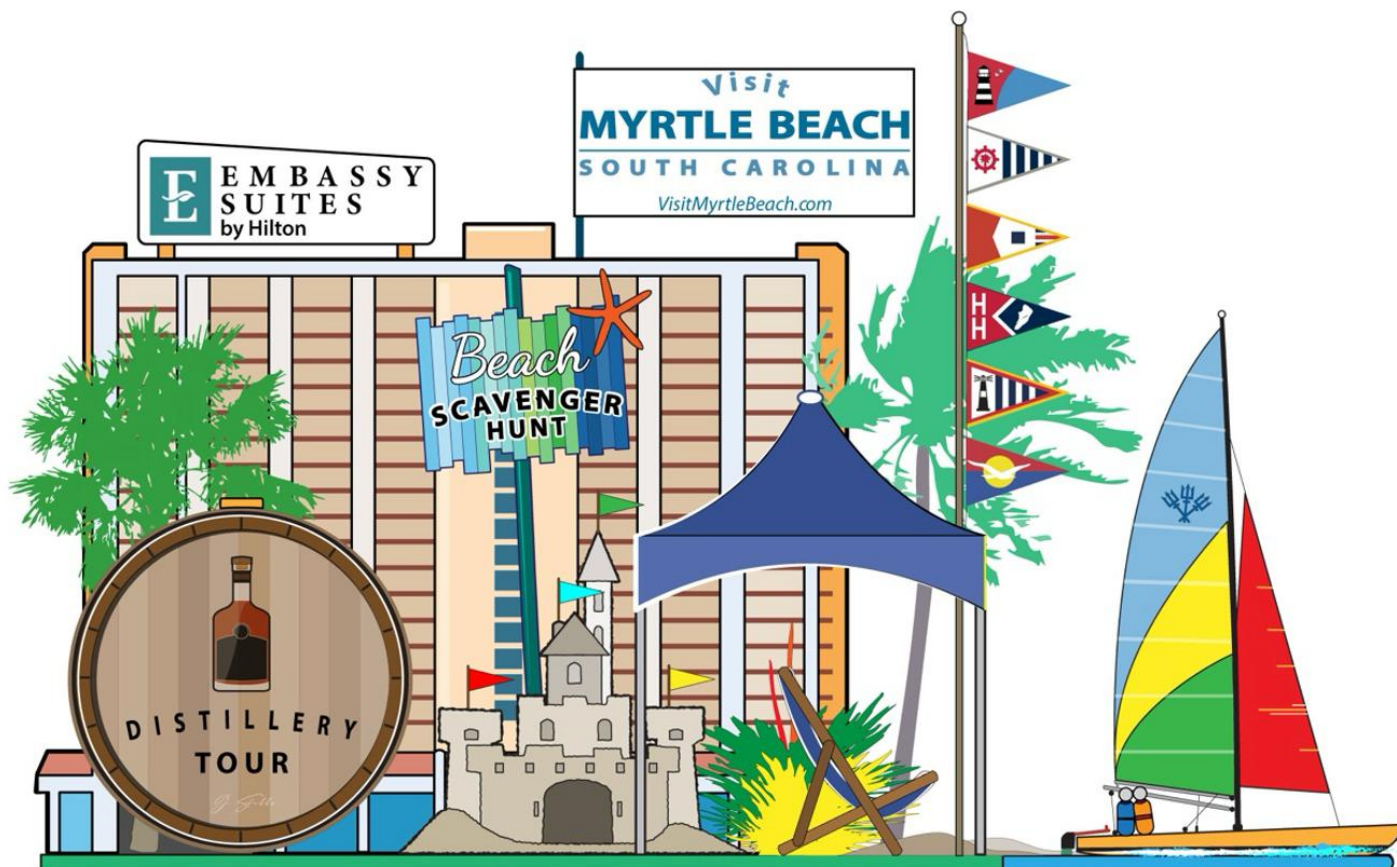 Visit
MYRTLE BEACH
SOUTH CAROLINA
VisitMyrtleBeach.com
E EMBASSY
SUITES
by Hilton
Beach
SCAVENGER
HUNT
H
H
DISTILLERY
TOUR